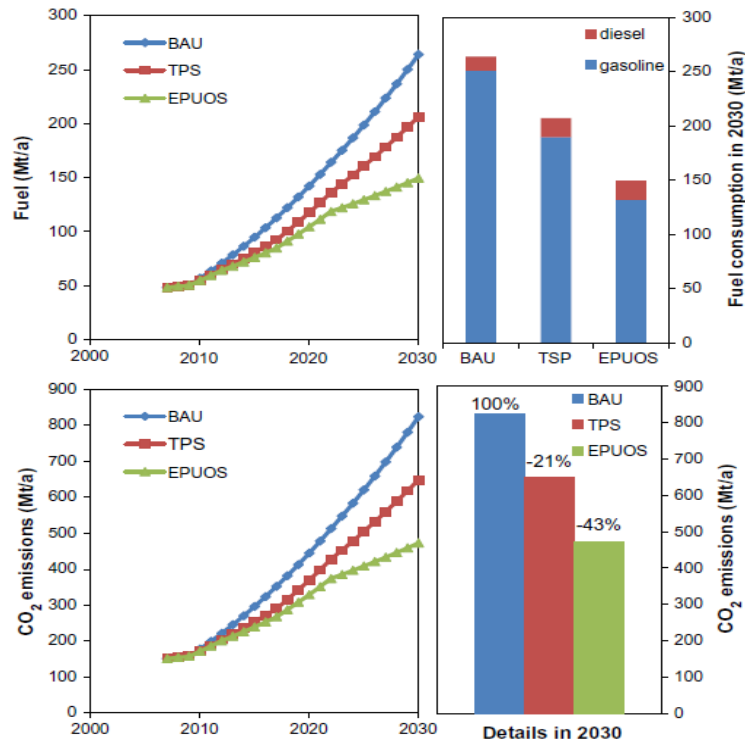 300
250
200
150
100
50
0
Fuel (Mt/a)
BAU
TPS
EPUOS
2000
2010
2020
2030
diesel
gasoline
300
250
200
150
100
50
0
Fuel consumption in 2030 (Mt/a)
BAU
TSP
EPUOS
900
800
700
600
500
400
300
200
100
0
CO2 emissions (Mt/a)
BAU
TPS
EPUOS
2000
2010
2020
2030
100%
-21%
-43%
BAU
TPS
EPUOS
900
800
700
600
500
400
300
200
100
0
CO2 emissions (Mt/a)
Details in 2030